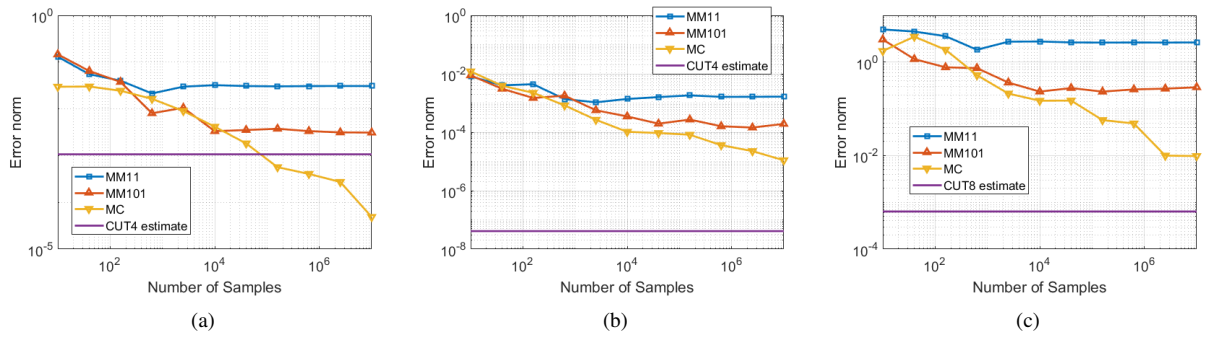 10^0
10^-5
Error norm
MM11
MM101
MC
CUT4 estimate
10^2
10^4
10^6
Number of Samples
(a)
10^-2
10^-4
10^-6
10^-8
Error norm
MM11
MM101
MC
CUT4 estimate
10^2
10^4
10^6
Number of Samples
(b)
10^0
10^-2
10^-4
Error norm
MM11
MM101
MC
CUT8 estimate
10^2
10^4
10^6
Number of Samples
(c)